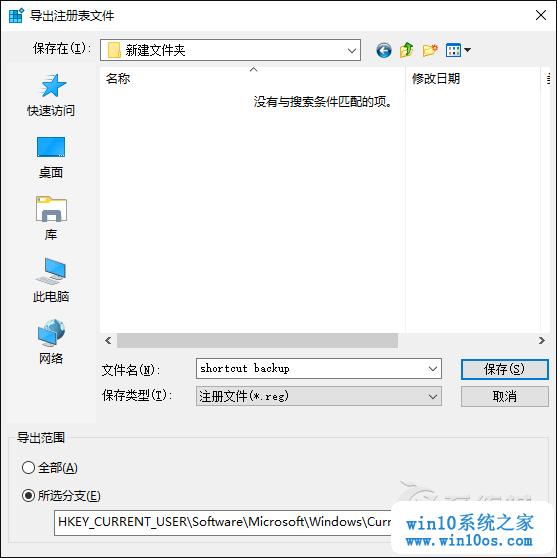 导出注册表文件
保存在(I):
新建文件夹
名称
修改日期
没有与搜索条件匹配的项。
快速访问
桌面
库
此电脑
网络
文件名(N):
shortcut backup
保存(S)
保存类型(T):
注册文件(*.reg)
取消
导出范围
全部(A)
所选分支(E)
HKEY_CURRENT_USER\Software\Microsoft\Windows\Curr
win10系统之家
www.win10os.com